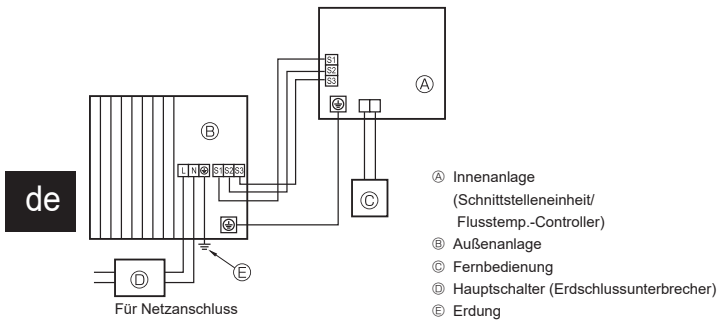 S1
S2
S3
Ⓐ
Ⓑ
L N S1 S2 S3
de
Ⓒ
Ⓓ
Ⓔ
Für Netzanschluss
Ⓐ Innenanlage
(Schnittstelleneinheit/
Flusstemp.-Controller)
Ⓑ Außenanlage
Ⓒ Fernbedienung
Ⓓ Hauptschalter (Erdschlussunterbrecher)
Ⓔ Erdung